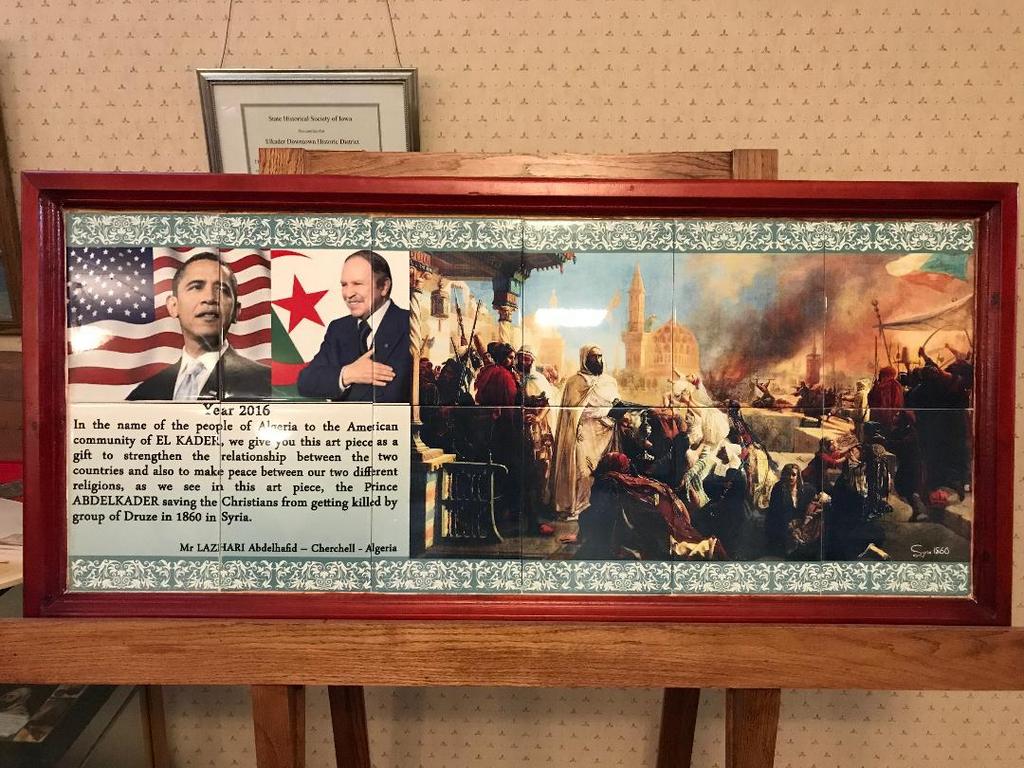 State Historical Society of Iowa
Elkader Downtown Historic District
Year 2016
In the name of the people of Algeria to the American
community of EL KADER, we give you this art piece as a
gift to strengthen the relationship between the two
countries and also to make peace between our two different
religions, as we see in this art piece, the Prince
ABDELKADER saving the Christians from getting killed by
group of Druze in 1860 in Syria.
Mr LAZHARI Abdelhafid – Cherchell - Algeria
Syria 1860